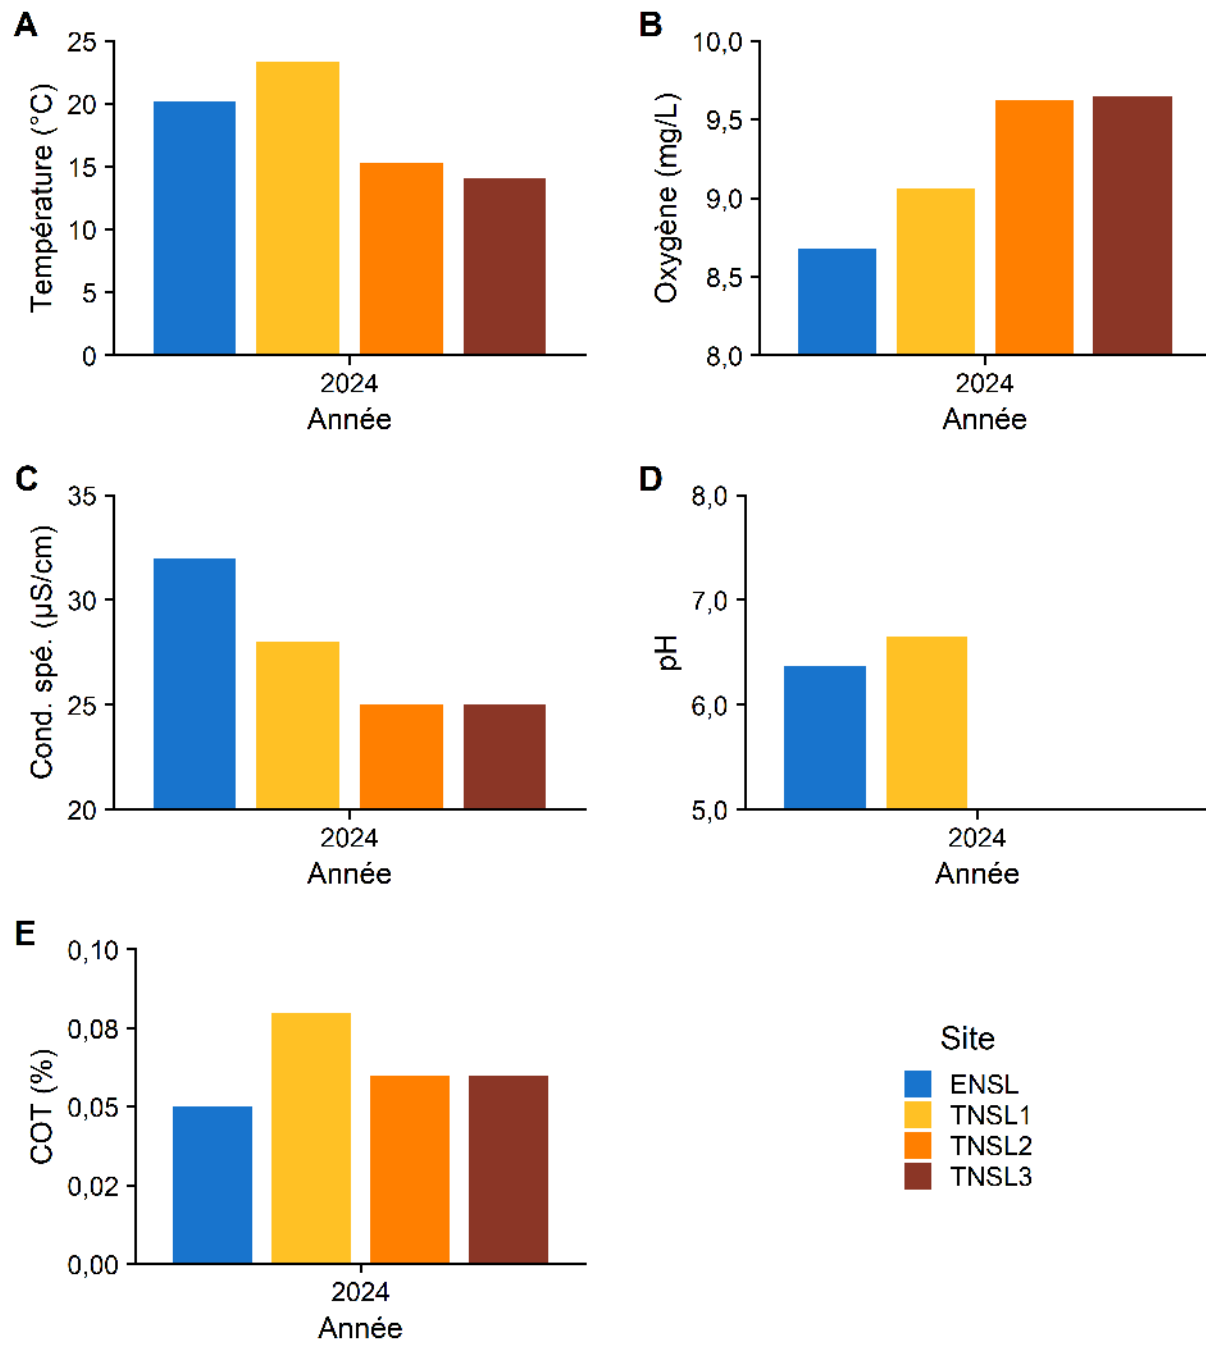 A
25
20
15
10
5
0
Température (°C)
2024
Année
B
10,0
9,5
9,0
8,5
8,0
Oxygène (mg/L)
2024
Année
C
35
30
25
20
Cond. spé. (µS/cm)
2024
Année
D
8,0
7,0
6,0
5,0
pH
2024
Année
E
0,10
0,08
0,05
0,02
0,00
COT (%)
2024
Année
Site
ENSL
TNSL1
TNSL2
TNSL3